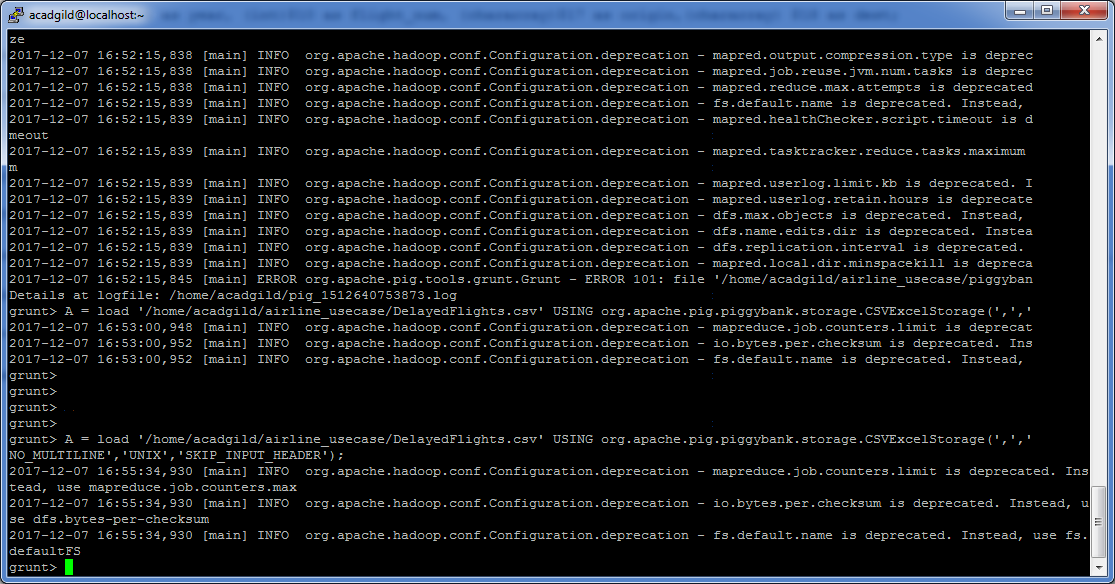 acadgild@localhost:~
ze
2017-12-07 16:52:15,838 [main] INFO  org.apache.hadoop.conf.Configuration.deprecation - mapred.output.compression.type is deprec
2017-12-07 16:52:15,838 [main] INFO  org.apache.hadoop.conf.Configuration.deprecation - mapred.job.reuse.jvm.num.tasks is deprec
2017-12-07 16:52:15,838 [main] INFO  org.apache.hadoop.conf.Configuration.deprecation - mapred.reduce.max.attempts is deprecated
2017-12-07 16:52:15,839 [main] INFO  org.apache.hadoop.conf.Configuration.deprecation - fs.default.name is deprecated. Instead,
2017-12-07 16:52:15,839 [main] INFO  org.apache.hadoop.conf.Configuration.deprecation - mapred.healthChecker.script.timeout is d
meout
2017-12-07 16:52:15,839 [main] INFO  org.apache.hadoop.conf.Configuration.deprecation - mapred.tasktracker.reduce.tasks.maximum
m
2017-12-07 16:52:15,839 [main] INFO  org.apache.hadoop.conf.Configuration.deprecation - mapred.userlog.limit.kb is deprecated. I
2017-12-07 16:52:15,839 [main] INFO  org.apache.hadoop.conf.Configuration.deprecation - mapred.userlog.retain.hours is deprecate
2017-12-07 16:52:15,839 [main] INFO  org.apache.hadoop.conf.Configuration.deprecation - dfs.max.objects is deprecated. Instead,
2017-12-07 16:52:15,839 [main] INFO  org.apache.hadoop.conf.Configuration.deprecation - dfs.name.edits.dir is deprecated. Instea
2017-12-07 16:52:15,839 [main] INFO  org.apache.hadoop.conf.Configuration.deprecation - dfs.replication.interval is deprecated.
2017-12-07 16:52:15,839 [main] INFO  org.apache.hadoop.conf.Configuration.deprecation - mapred.local.dir.minspacekill is depreca
2017-12-07 16:52:15,845 [main] ERROR org.apache.pig.tools.grunt.Grunt - ERROR 101: file '/home/acadgild/airline_usecase/piggyban
Details at logfile: /home/acadgild/pig_1512640753873.log
grunt> A = load '/home/acadgild/airline_usecase/DelayedFlights.csv' USING org.apache.pig.piggybank.storage.CSVExcelStorage(',','
2017-12-07 16:53:00,948 [main] INFO  org.apache.hadoop.conf.Configuration.deprecation - mapreduce.job.counters.limit is deprecat
2017-12-07 16:53:00,952 [main] INFO  org.apache.hadoop.conf.Configuration.deprecation - io.bytes.per.checksum is deprecated. Ins
2017-12-07 16:53:00,952 [main] INFO  org.apache.hadoop.conf.Configuration.deprecation - fs.default.name is deprecated. Instead,
grunt>
grunt>
grunt>
grunt>
grunt> A = load '/home/acadgild/airline_usecase/DelayedFlights.csv' USING org.apache.pig.piggybank.storage.CSVExcelStorage(',','
NO_MULTILINE','UNIX','SKIP_INPUT_HEADER');
2017-12-07 16:55:34,930 [main] INFO  org.apache.hadoop.conf.Configuration.deprecation - mapreduce.job.counters.limit is deprecated. Ins
tead, use mapreduce.job.counters.max
2017-12-07 16:55:34,930 [main] INFO  org.apache.hadoop.conf.Configuration.deprecation - io.bytes.per.checksum is deprecated. Instead, u
se dfs.bytes-per-checksum
2017-12-07 16:55:34,930 [main] INFO  org.apache.hadoop.conf.Configuration.deprecation - fs.default.name is deprecated. Instead, use fs.
defaultFS
grunt>